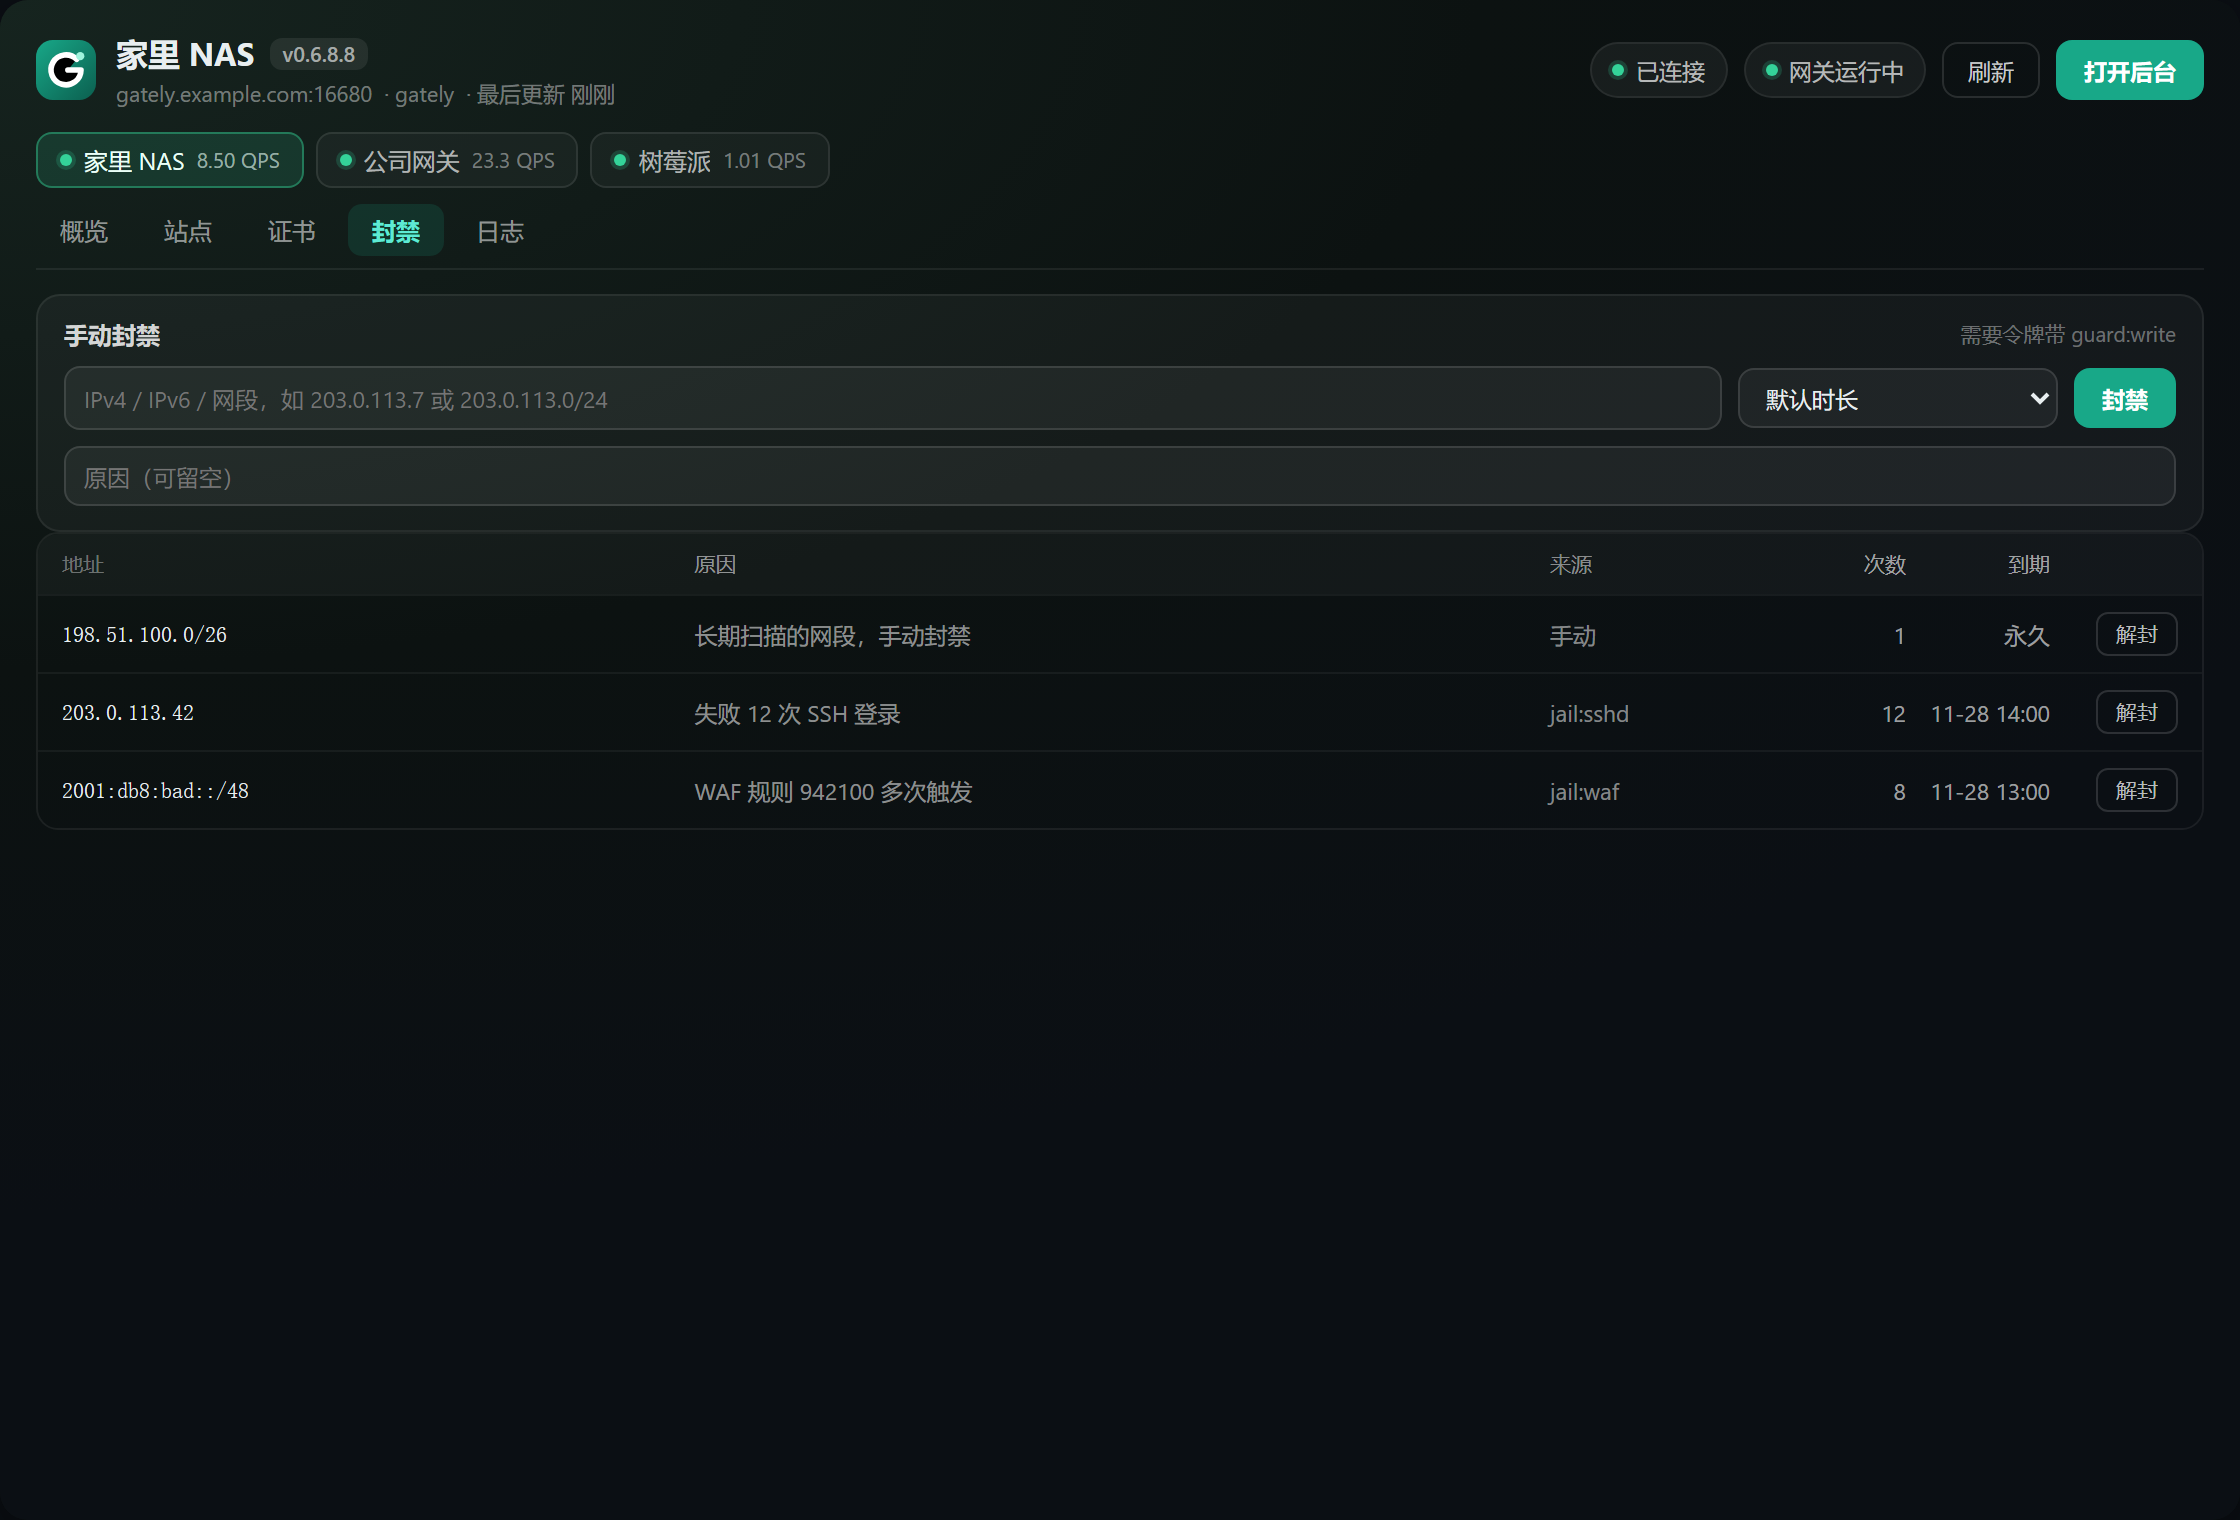 家里 NAS v0.6.8.8
gately.example.com:16680 · gately · 最后更新 刚刚
已连接 网关运行中 刷新 打开后台
家里 NAS 8.50 QPS 公司网关 23.3 QPS 树莓派 1.01 QPS
概览 站点 证书 封禁 日志
手动封禁 需要令牌带 guard:write
IPv4 / IPv6 / 网段，如 203.0.113.7 或 203.0.113.0/24 默认时长 封禁
原因（可留空）
地址 原因 来源 次数 到期
198.51.100.0/26 长期扫描的网段，手动封禁 手动 1 永久 解封
203.0.113.42 失败 12 次 SSH 登录 jail:sshd 12 11-28 14:00 解封
2001:db8:bad::/48 WAF 规则 942100 多次触发 jail:waf 8 11-28 13:00 解封